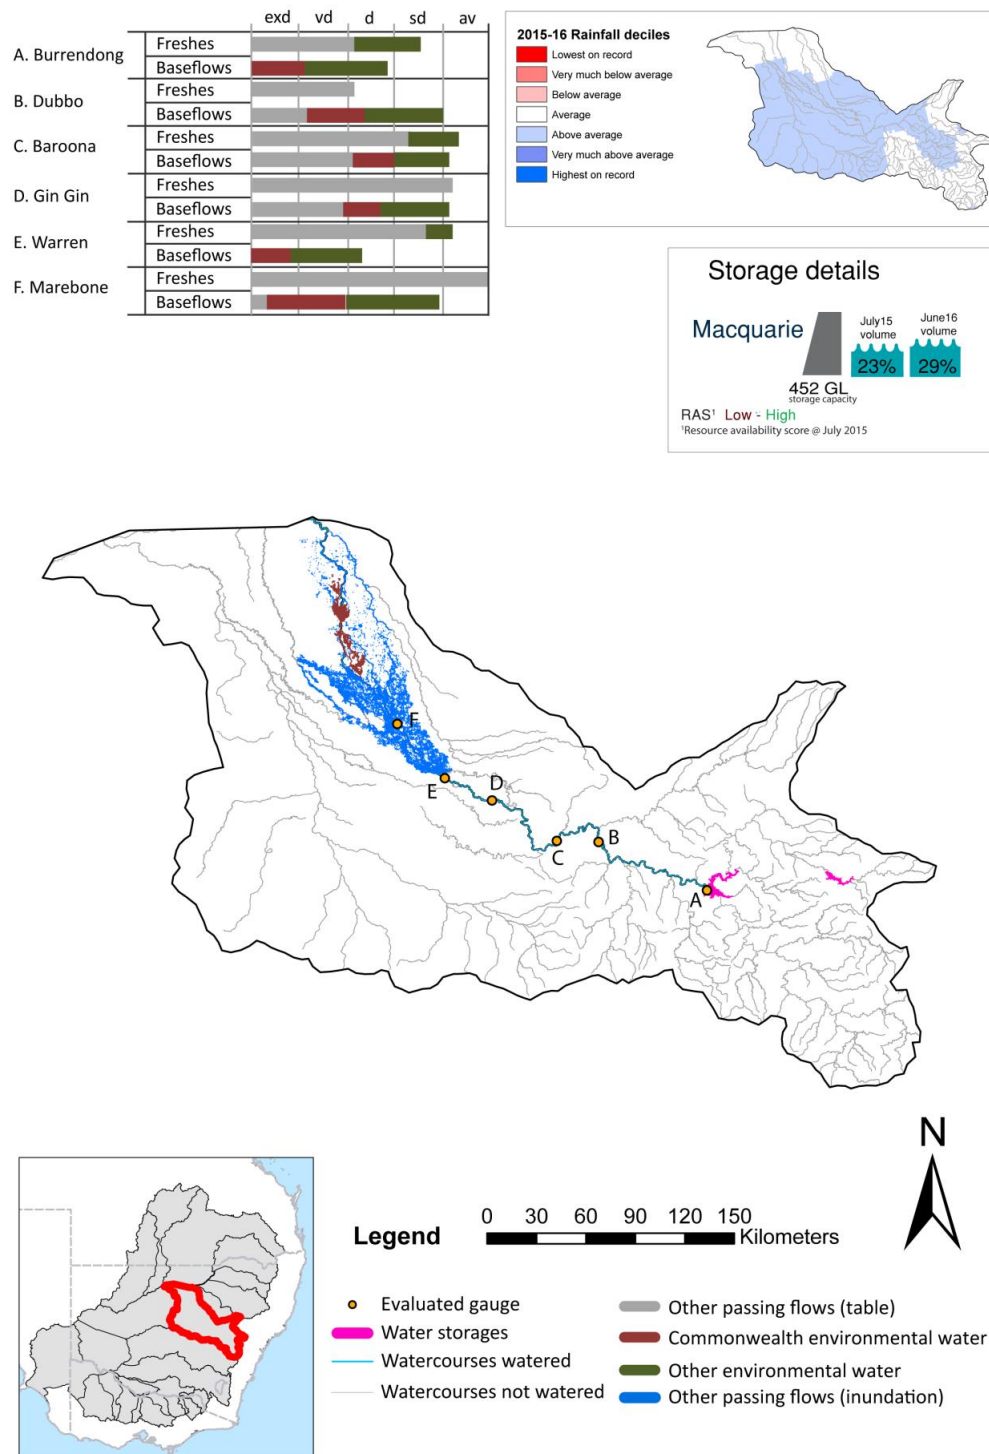 exd vd d sd av
A. Burrendong Freshes
Baseflows
B. Dubbo Freshes
Baseflows
C. Baroona Freshes
Baseflows
D. Gin Gin Freshes
Baseflows
E. Warren Freshes
Baseflows
F. Marebone Freshes
Baseflows
2015-16 Rainfall deciles
Lowest on record
Very much below average
Below average
Average
Above average
Very much above average
Highest on record
Storage details
Macquarie
July15 volume
23%
June16 volume
29%
452 GL
storage capacity
RAS¹ Low - High
¹Resource availability score @ July 2015
F
E
D
C
B
A
N
Legend
0 30 60 90 120 150
Kilometers
Evaluated gauge
Water storages
Watercourses watered
Watercourses not watered
Other passing flows (table)
Commonwealth environmental water
Other environmental water
Other passing flows (inundation)